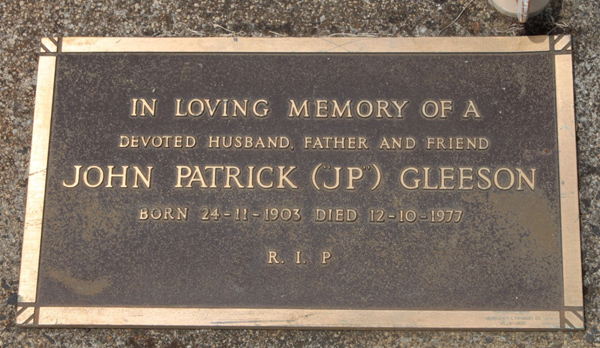 IN LOVING MEMORY OF A
DEVOTED HUSBAND, FATHER AND FRIEND
JOHN PATRICK ("JP") GLEESON
BORN 24-11-1903 DIED 12-10-1977
R. I. P